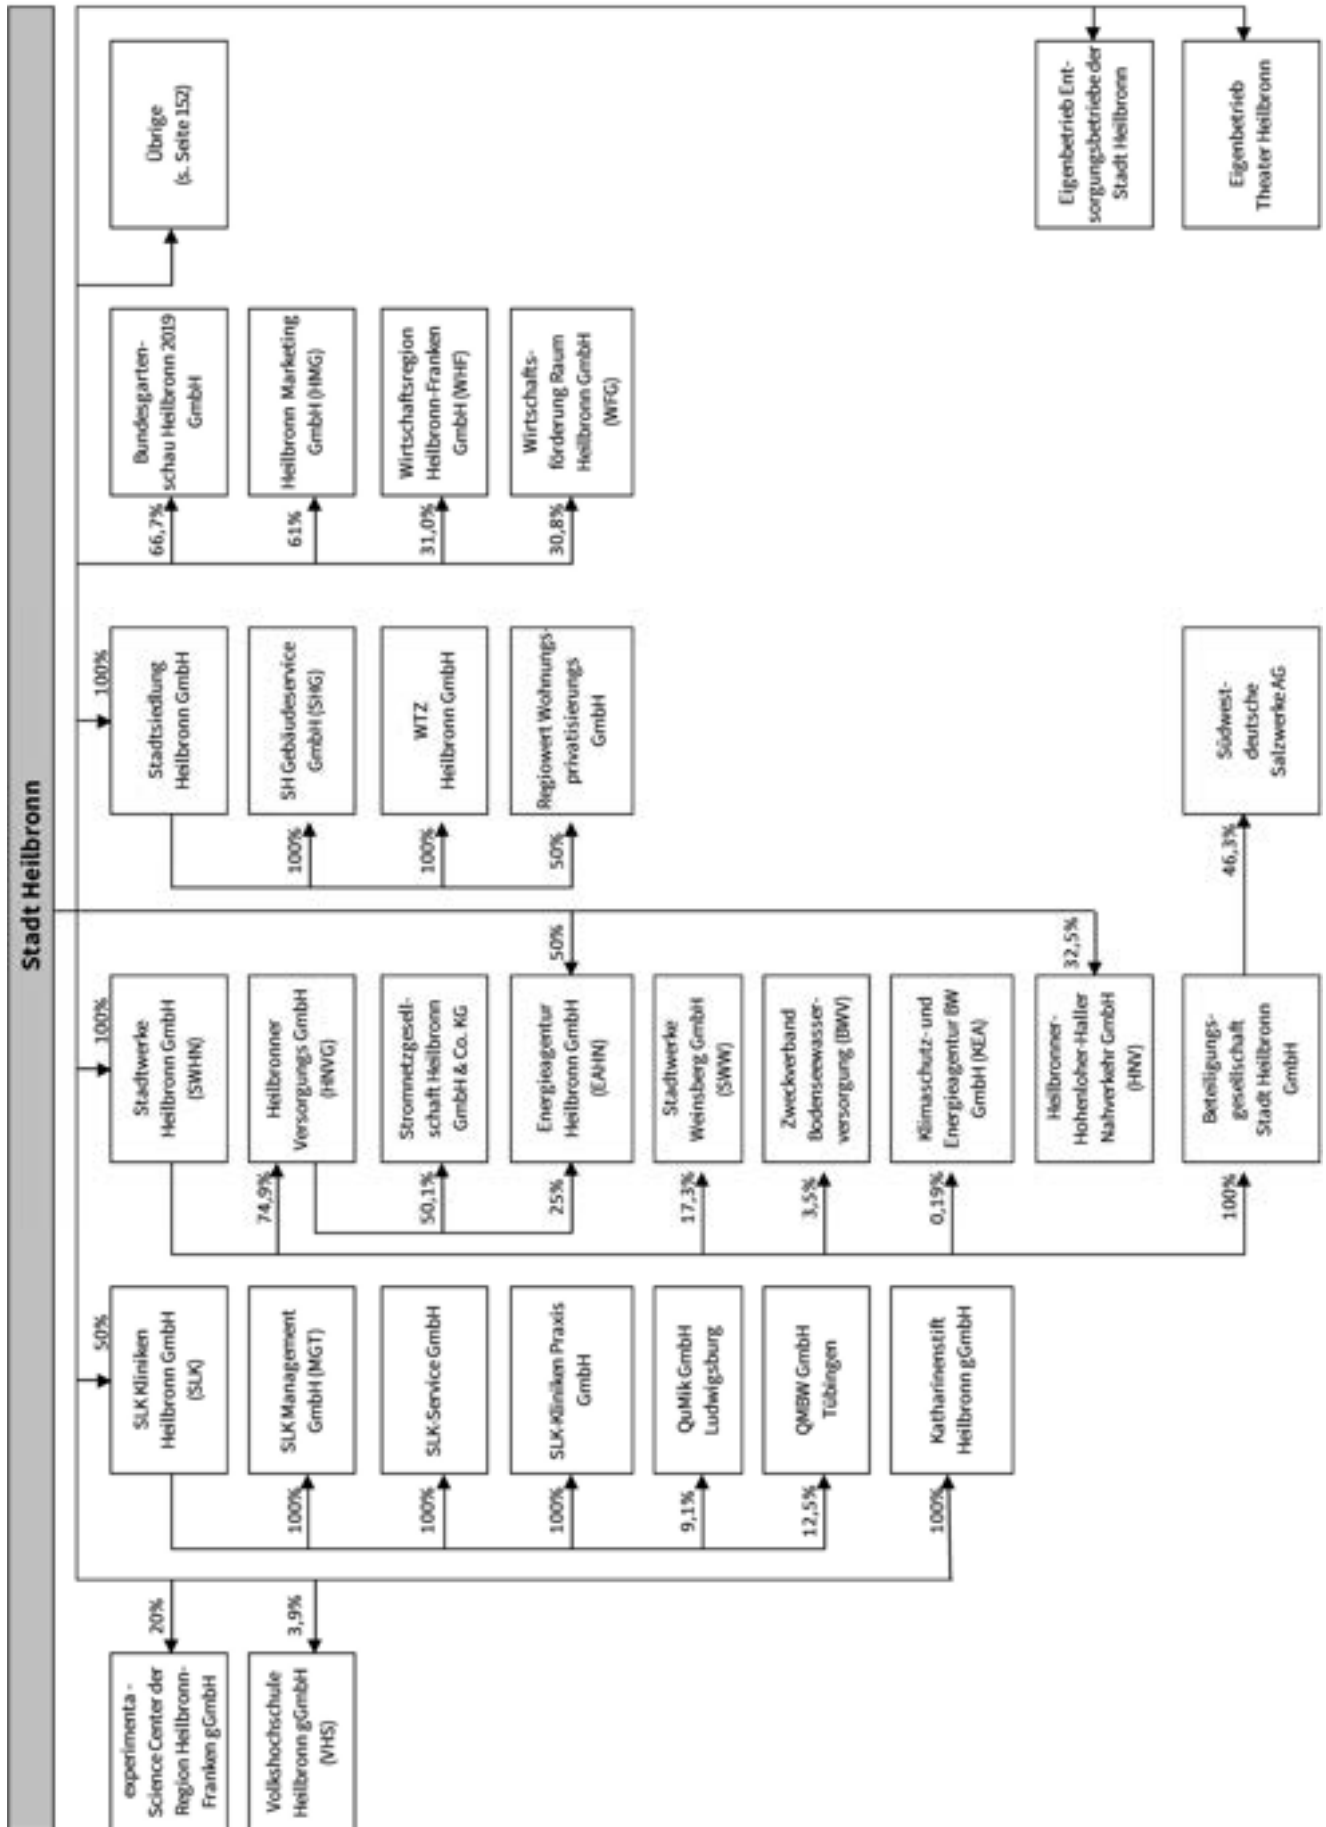 Stadt Heilbronn
experimenta -
Science Center der
Region Heilbronn-
Franken gGmbH
20%
Volkshochschule
Heilbronn gGmbH
(VHS)
3,9%
50%
SLK Kliniken
Heilbronn GmbH
(SLK)
100%
SLK Management
GmbH (MGT)
100%
SLK-Service GmbH
100%
SLK-Kliniken Praxis
GmbH
9,1%
QuMik GmbH
Ludwigsburg
12,5%
QMBW GmbH
Tübingen
100%
Katharinenstift
Heilbronn gGmbH
100%
Stadtwerke
Heilbronn GmbH
(SWHN)
74,9%
Heilbronner
Versorgungs GmbH
(HNVG)
50,1%
Stromnetzgesell-
schaft Heilbronn
GmbH & Co. KG
25%
Energieagentur
Heilbronn GmbH
(EAHN)
50%
17,3%
Stadtwerke
Weinsberg GmbH
(SWW)
3,5%
Zweckverband
Bodenseewasser-
versorgung (BWV)
0,19%
Klimaschutz- und
Energieagentur BW
GmbH (KEA)
Heilbronner-
Hohenloher-Haller
Nahverkehr GmbH
(HNV)
32,5%
100%
Beteiligungs-
gesellschaft
Stadt Heilbronn
GmbH
46,3%
Südwest-
deutsche
Salzwerke AG
100%
Stadtsiedlung
Heilbronn GmbH
100%
SH Gebäudeservice
GmbH (SHG)
100%
WTZ
Heilbronn GmbH
50%
Regiowert Wohnungs-
privatisierungs
GmbH
66,7%
Bundesgarten-
schau Heilbronn 2019
GmbH
61%
Heilbronn Marketing
GmbH (HMG)
31,0%
Wirtschaftsregion
Heilbronn-Franken
GmbH (WHF)
30,8%
Wirtschafts-
förderung Raum
Heilbronn GmbH
(WFG)
Übrige
(s. Seite 152)
Eigenbetrieb Ent-
sorgungsbetriebe der
Stadt Heilbronn
Eigenbetrieb
Theater Heilbronn